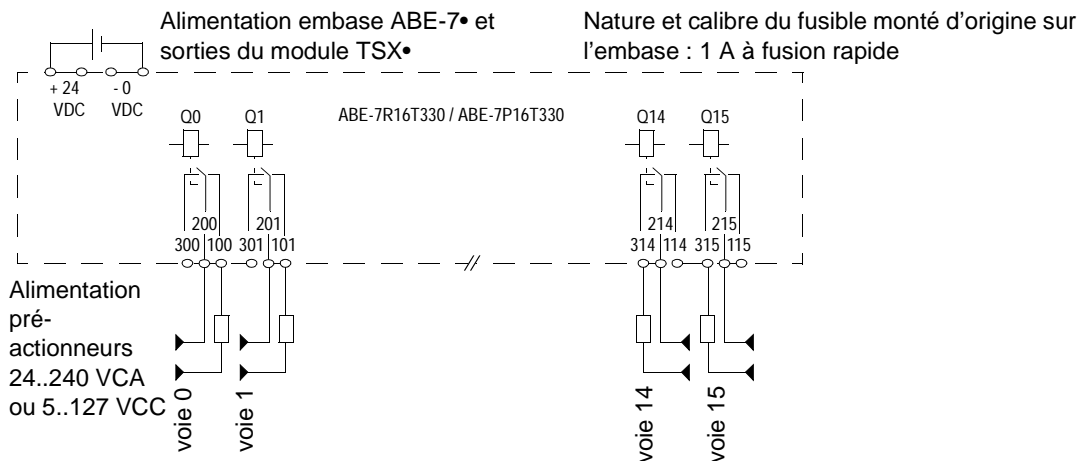 Alimentation embase ABE-7• et
sorties du module TSX•
Nature et calibre du fusible monté d’origine sur
l’embase : 1 A à fusion rapide
+ 24
VDC
- 0
VDC
Q0
Q1
ABE-7R16T330 / ABE-7P16T330
Q14
Q15
200
201
214
215
300 100 301 101
314 114 315 115
Alimentation
pré-
actionneurs
24..240 VCA
ou 5..127 VCC
voie 0
voie 1
voie 14
voie 15